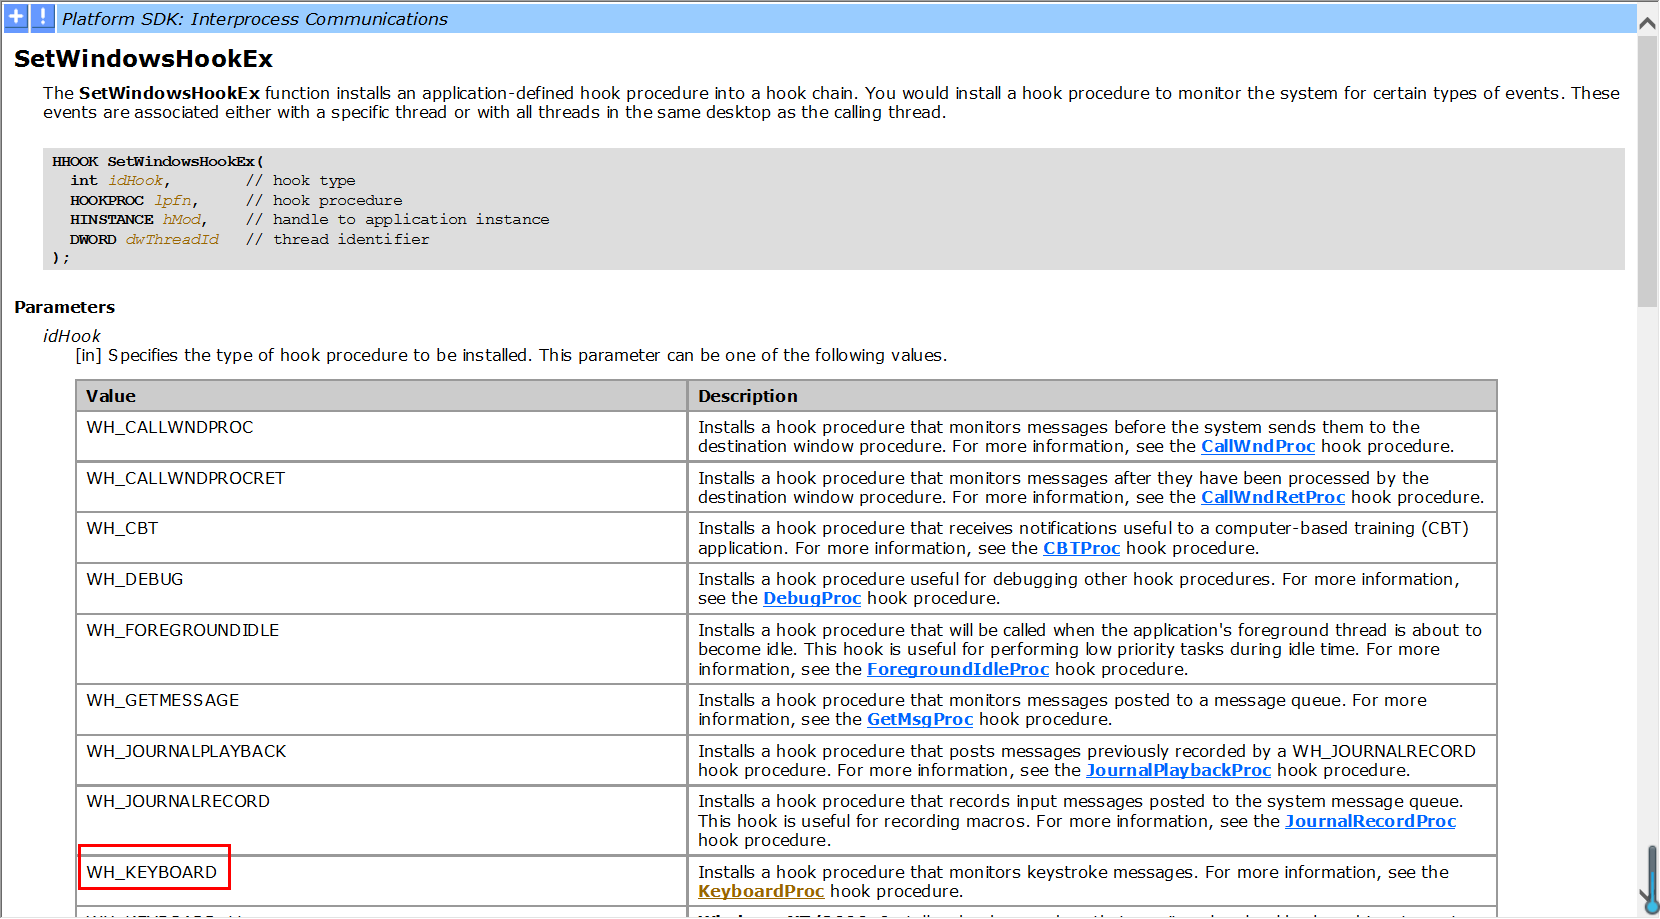 Platform SDK: Interprocess Communications
SetWindowsHookEx
The SetWindowsHookEx function installs an application-defined hook procedure into a hook chain. You would install a hook procedure to monitor the system for certain types of events. These
events are associated either with a specific thread or with all threads in the same desktop as the calling thread.
HHOOK SetWindowsHookEx(
int idHook, // hook type
HOOKPROC lpfn, // hook procedure
HINSTANCE hMod, // handle to application instance
DWORD dwThreadId // thread identifier
);
Parameters
idHook
[in] Specifies the type of hook procedure to be installed. This parameter can be one of the following values.
Value Description
WH_CALLWNDPROC Installs a hook procedure that monitors messages before the system sends them to the
destination window procedure. For more information, see the CallWndProc hook procedure.
WH_CALLWNDPROCRET Installs a hook procedure that monitors messages after they have been processed by the
destination window procedure. For more information, see the CallWndRetProc hook procedure.
WH_CBT Installs a hook procedure that receives notifications useful to a computer-based training (CBT)
application. For more information, see the CBTProc hook procedure.
WH_DEBUG Installs a hook procedure useful for debugging other hook procedures. For more information,
see the DebugProc hook procedure.
WH_FOREGROUNDIDLE Installs a hook procedure that will be called when the application's foreground thread is about to
become idle. This hook is useful for performing low priority tasks during idle time. For more
information, see the ForegroundIdleProc hook procedure.
WH_GETMESSAGE Installs a hook procedure that monitors messages posted to a message queue. For more
information, see the GetMsgProc hook procedure.
WH_JOURNALPLAYBACK Installs a hook procedure that posts messages previously recorded by a WH_JOURNALRECORD
hook procedure. For more information, see the JournalPlaybackProc hook procedure.
WH_JOURNALRECORD Installs a hook procedure that records input messages posted to the system message queue.
This hook is useful for recording macros. For more information, see the JournalRecordProc
hook procedure.
WH_KEYBOARD Installs a hook procedure that monitors keystroke messages. For more information, see the
KeyboardProc hook procedure.